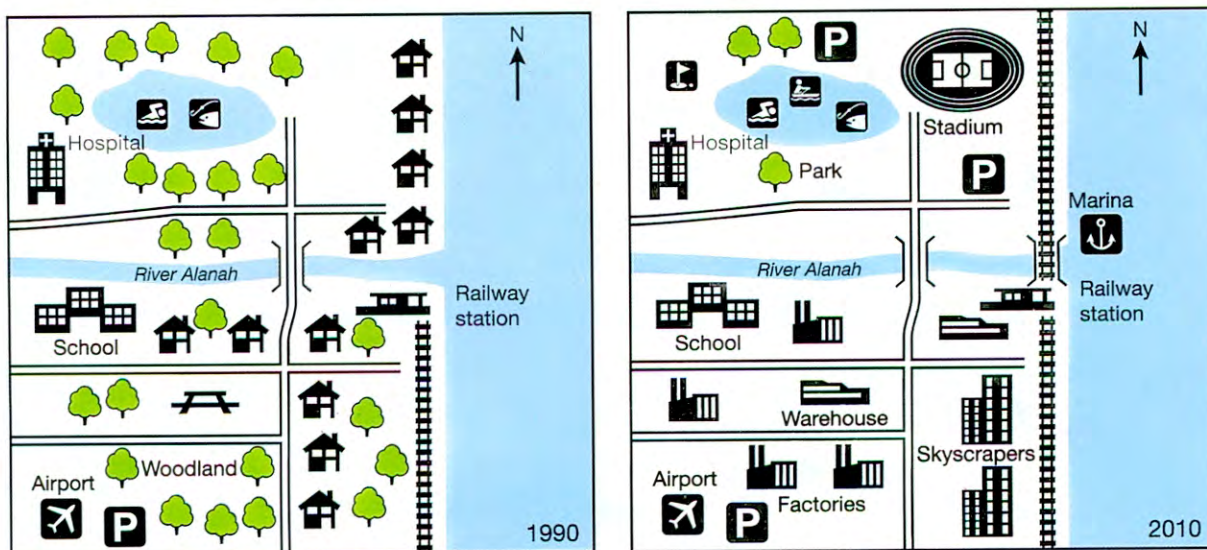 N
Hospital
River Alanah
Railway
station
School
Woodland
Airport
P
1990
N
P
Stadium
Hospital
Park
P
Marina
River Alanah
Railway
station
School
Warehouse
Skyscrapers
Airport
Factories
P
2010